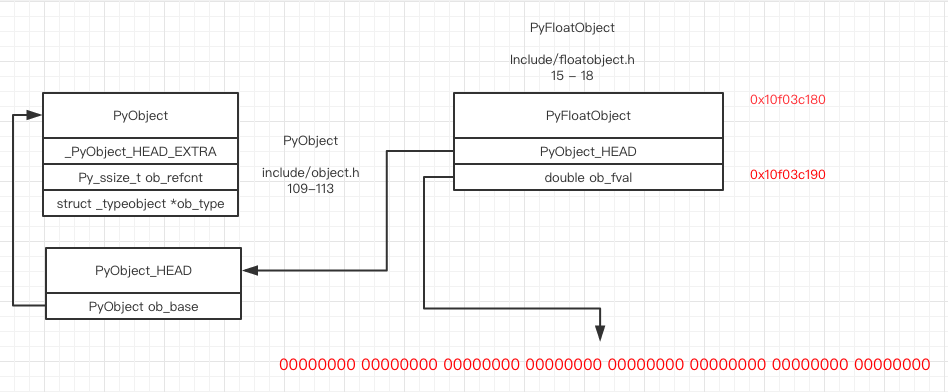 PyFloatObject
Include/floatobject.h
15 - 18
PyObject
_PyObject_HEAD_EXTRA
Py_ssize_t ob_refcnt
struct _typeobject *ob_type
PyObject
include/object.h
109-113
PyFloatObject
PyObject_HEAD
double ob_fval
0x10f03c180
0x10f03c190
PyObject_HEAD
PyObject ob_base
00000000 00000000 00000000 00000000 00000000 00000000 00000000 00000000